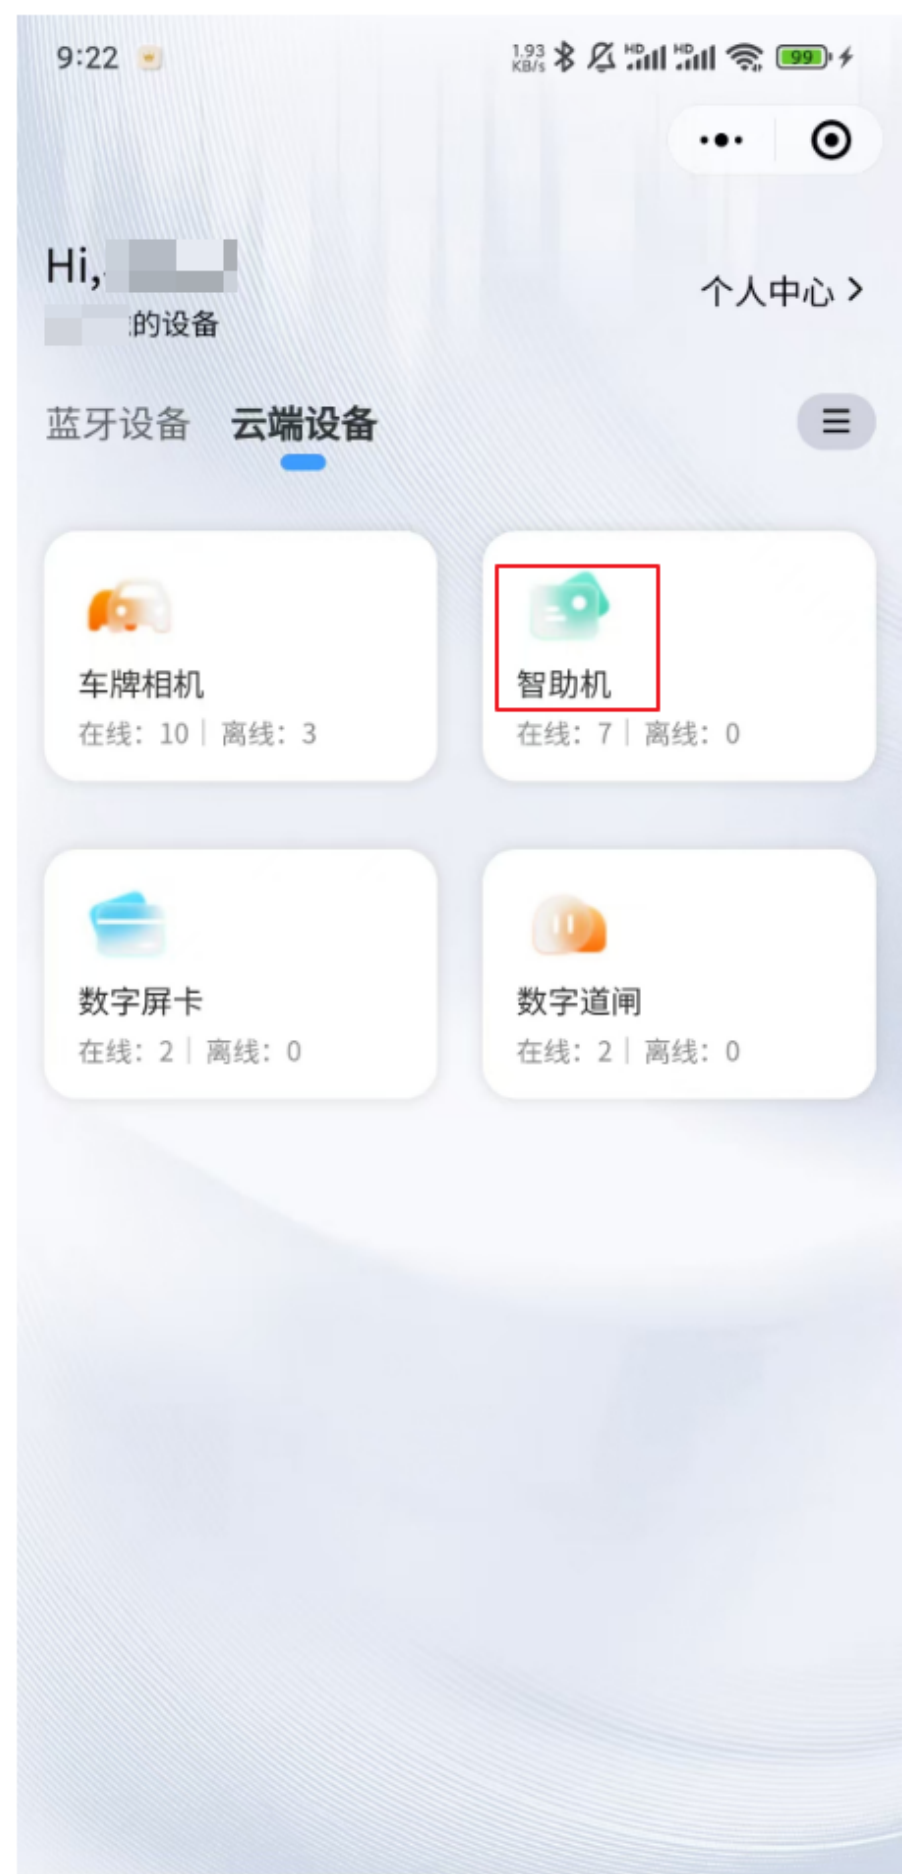 9:22 1.93 KB/s HD HD 99
Hi,
的设备
个人中心
蓝牙设备 云端设备
车牌相机
在线：10 | 离线：3
智助机
在线：7 | 离线：0
数字屏卡
在线：2 | 离线：0
数字道闸
在线：2 | 离线：0